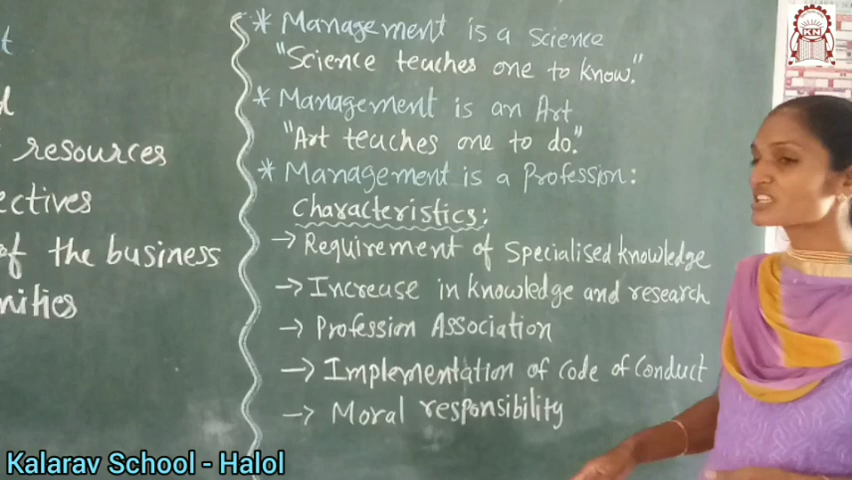 t
d
resources
ectives
of the business
nities
* Management is a Science
"Science teaches one to know."
* Management is an Art
"Art teaches one to do."
* Management is a Profession:
Characteristics:
→ Requirement of Specialised knowledge
→ Increase in knowledge and research
→ Profession Association
→ Implementation of Code of Conduct
→ Moral responsibility
KN
Kalarav School - Halol